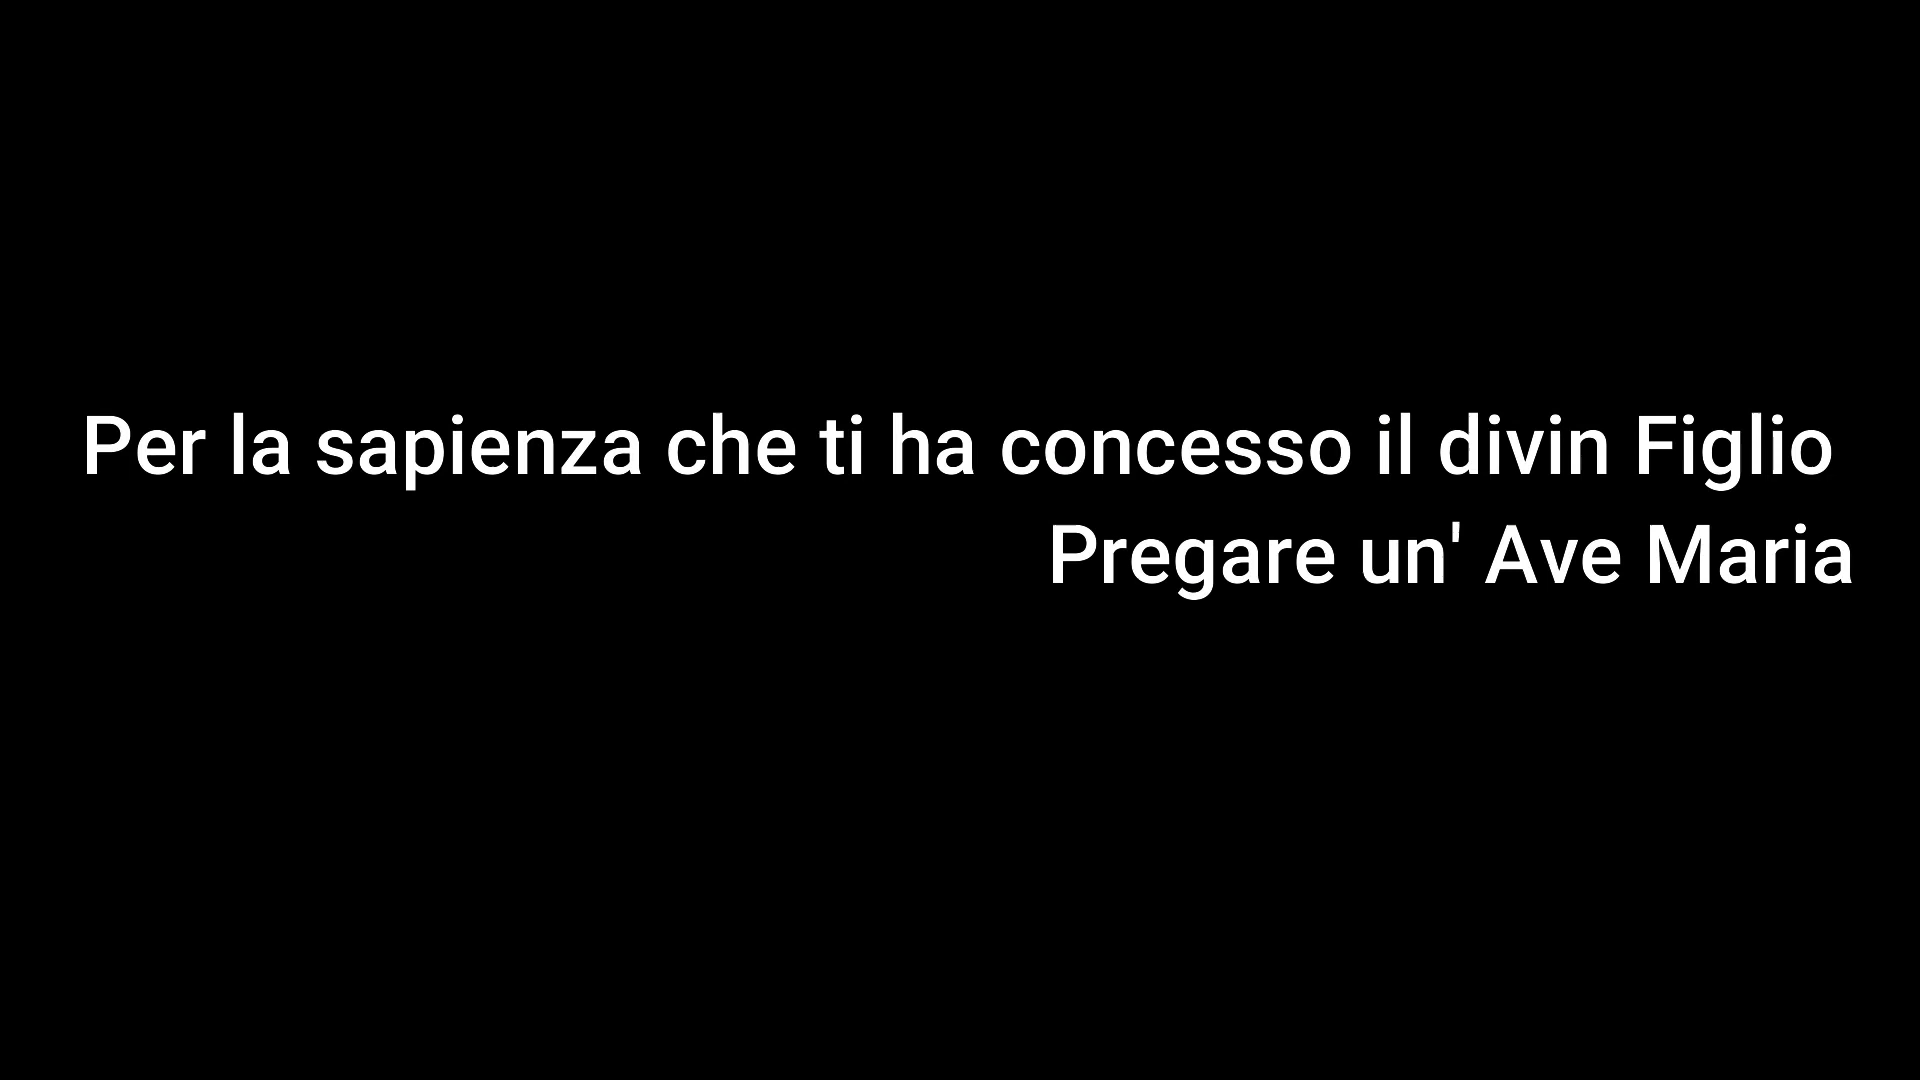 Per la sapienza che ti ha concesso il divin Figlio
Pregare un' Ave Maria